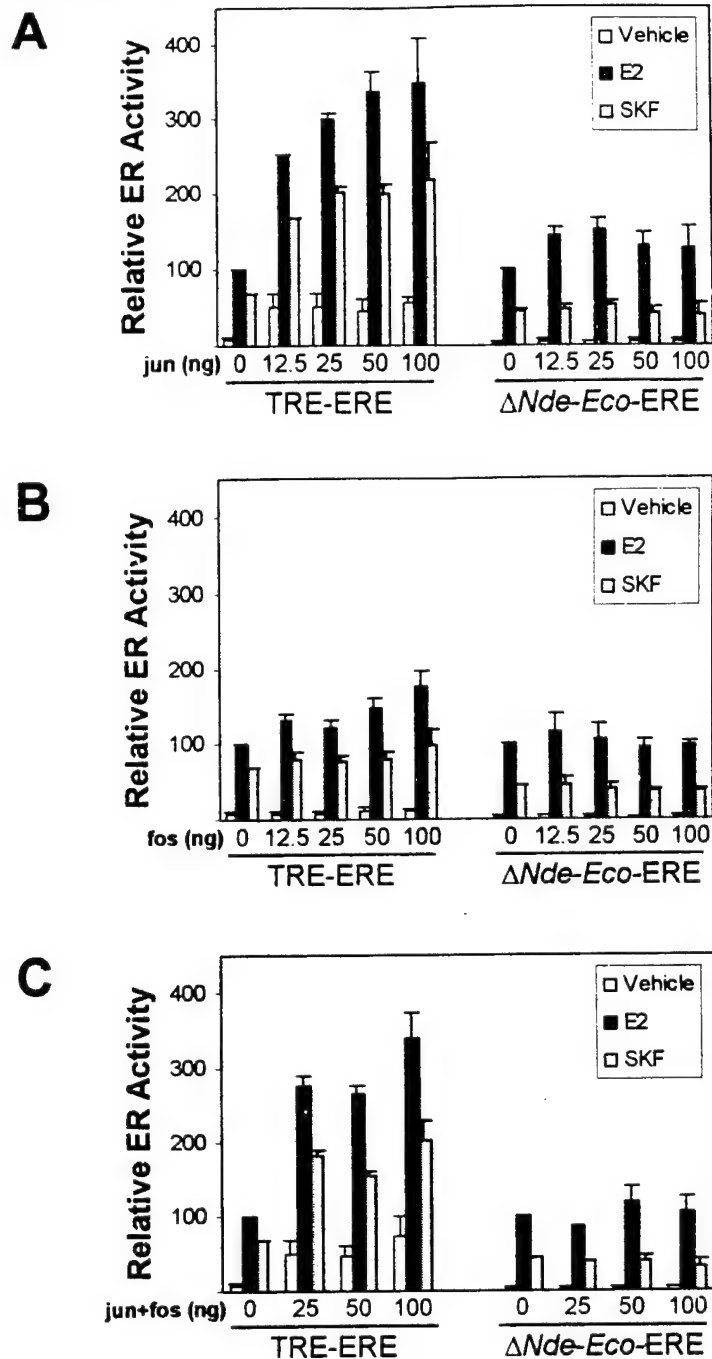 A
Relative ER Activity
400
300
200
100
Vehicle
E2
SKF
jun (ng)
0 12.5 25 50 100
0 12.5 25 50 100
TRE-ERE
ΔNde-Eco-ERE
B
Relative ER Activity
400
300
200
100
Vehicle
E2
SKF
fos (ng)
0 12.5 25 50 100
0 12.5 25 50 100
TRE-ERE
ΔNde-Eco-ERE
C
Relative ER Activity
400
300
200
100
Vehicle
E2
SKF
jun+fos (ng)
0 25 50 100
0 25 50 100
TRE-ERE
ΔNde-Eco-ERE